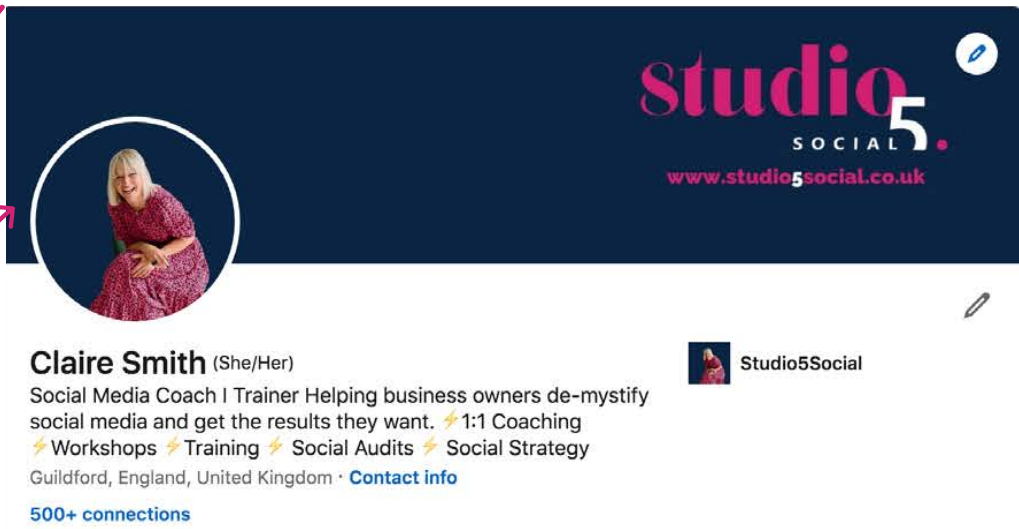 studio
5.
SOCIAL
www.studio5social.co.uk
Claire Smith (She/Her)
Studio5Social
Social Media Coach I Trainer Helping business owners de-mystify
social media and get the results they want. ⚡1:1 Coaching
⚡Workshops ⚡Training ⚡ Social Audits ⚡ Social Strategy
Guildford, England, United Kingdom · Contact info
500+ connections